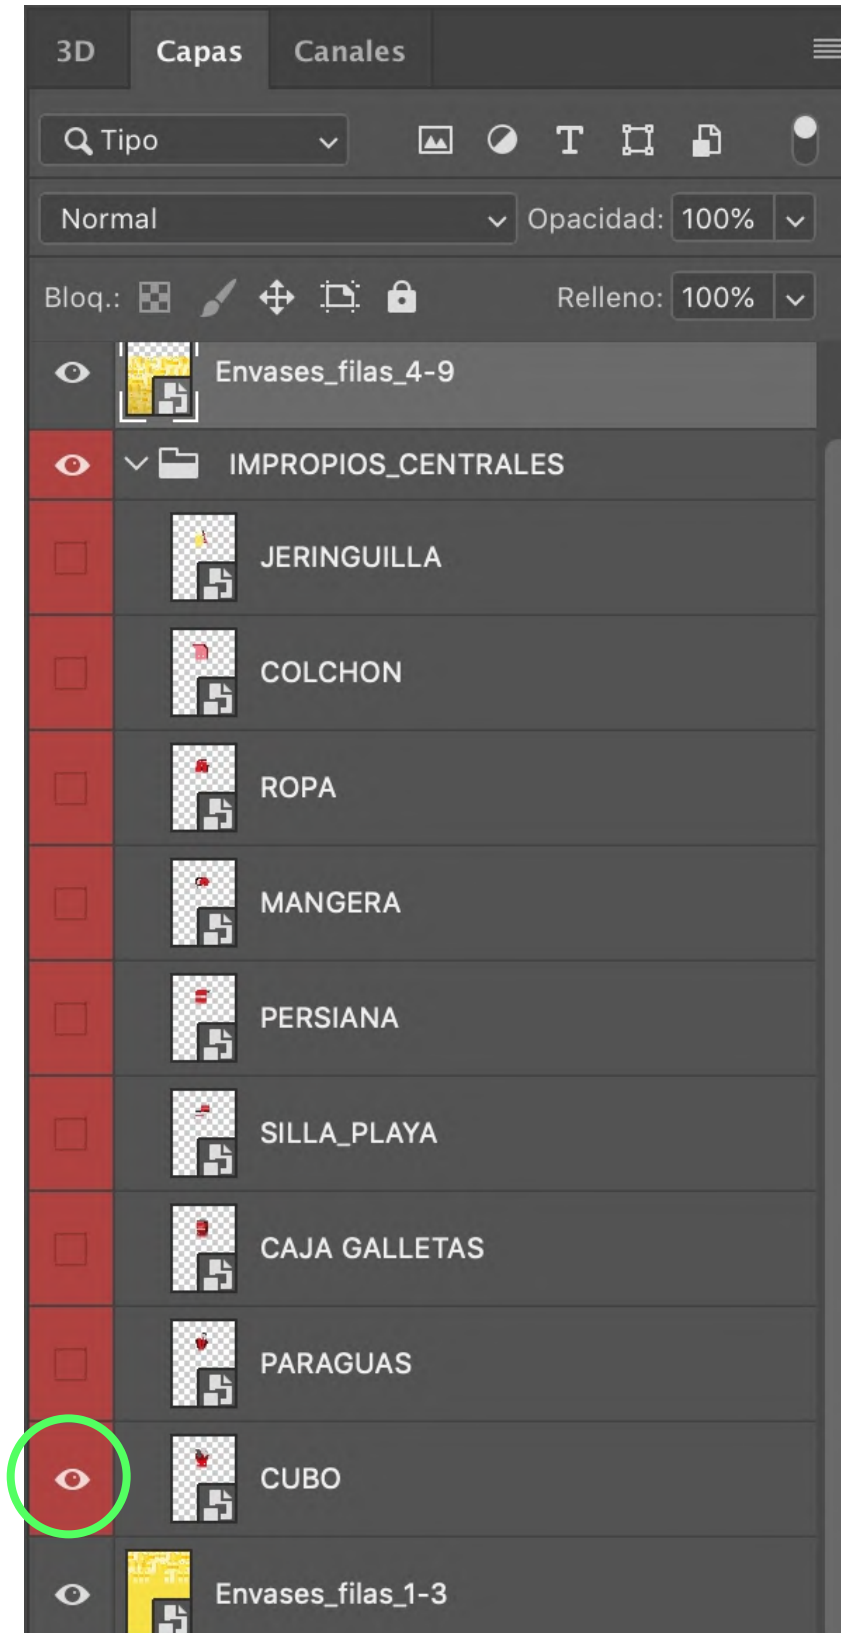 3D Capas Canales
Tipo
Normal Opacidad: 100%
Bloq.: Relleno: 100%
Envases_filas_4-9
IMPROPIOS_CENTRALES
JERINGUILLA
COLCHON
ROPA
MANGERA
PERSIANA
SILLA_PLAYA
CAJA GALLETAS
PARAGUAS
CUBO
Envases_filas_1-3